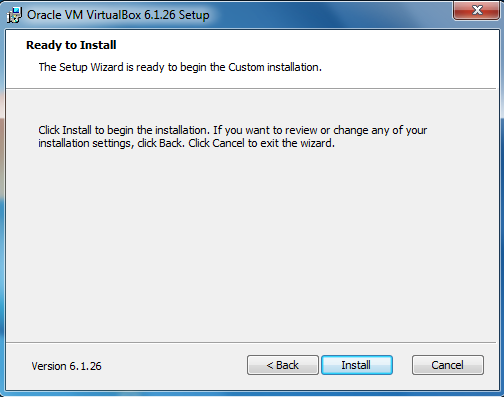 Oracle VM VirtualBox 6.1.26 Setup
Ready to Install
The Setup Wizard is ready to begin the Custom installation.
Click Install to begin the installation. If you want to review or change any of your
installation settings, click Back. Click Cancel to exit the wizard.
Version 6.1.26
< Back
Install
Cancel